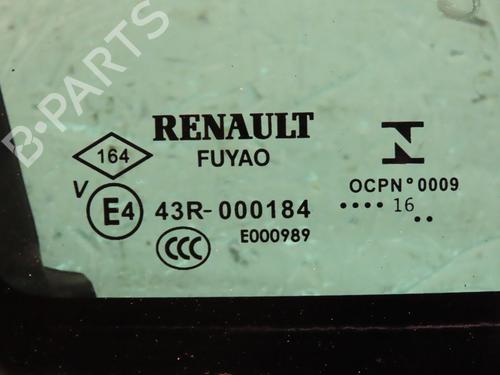 B-PARTS
RENAULT
164
FUYAO
V
E4
43R-000184
OCPN°0009
.... 16 ..
CCC
E000989